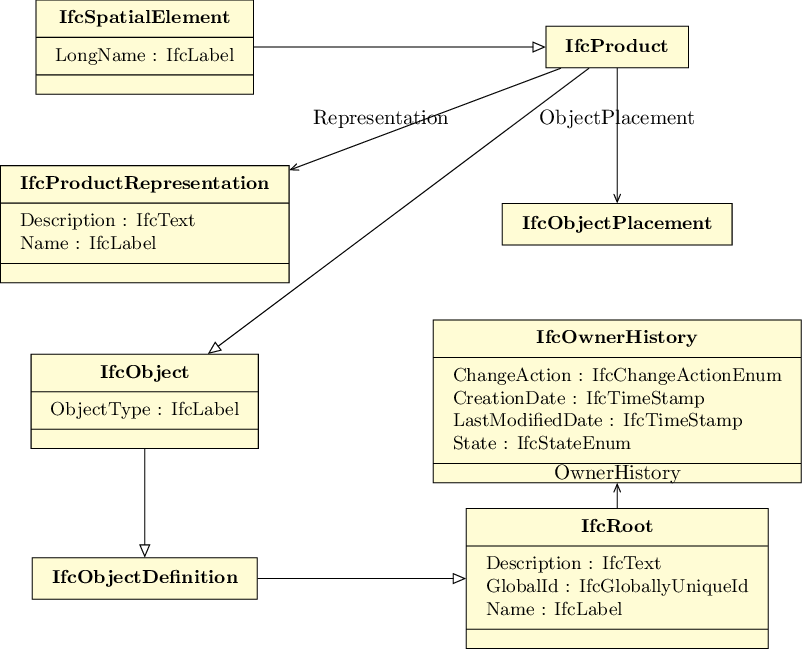 IfcSpatialElement
LongName : IfcLabel
IfcProduct
Representation
ObjectPlacement
IfcProductRepresentation
Description : IfcText
Name : IfcLabel
IfcObjectPlacement
IfcObject
ObjectType : IfcLabel
IfcOwnerHistory
ChangeAction : IfcChangeActionEnum
CreationDate : IfcTimeStamp
LastModifiedDate : IfcTimeStamp
State : IfcStateEnum
OwnerHistory
IfcObjectDefinition
IfcRoot
Description : IfcText
GlobalId : IfcGloballyUniqueId
Name : IfcLabel